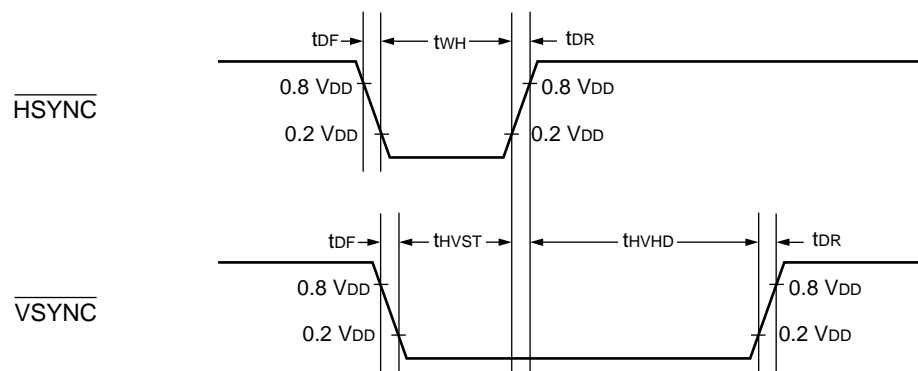 tDF tWH tDR
0.8 VDD 0.8 VDD
HSYNC
0.2 VDD 0.2 VDD
tDF tHVST tHVHD tDR
0.8 VDD 0.8 VDD
VSYNC
0.2 VDD 0.2 VDD